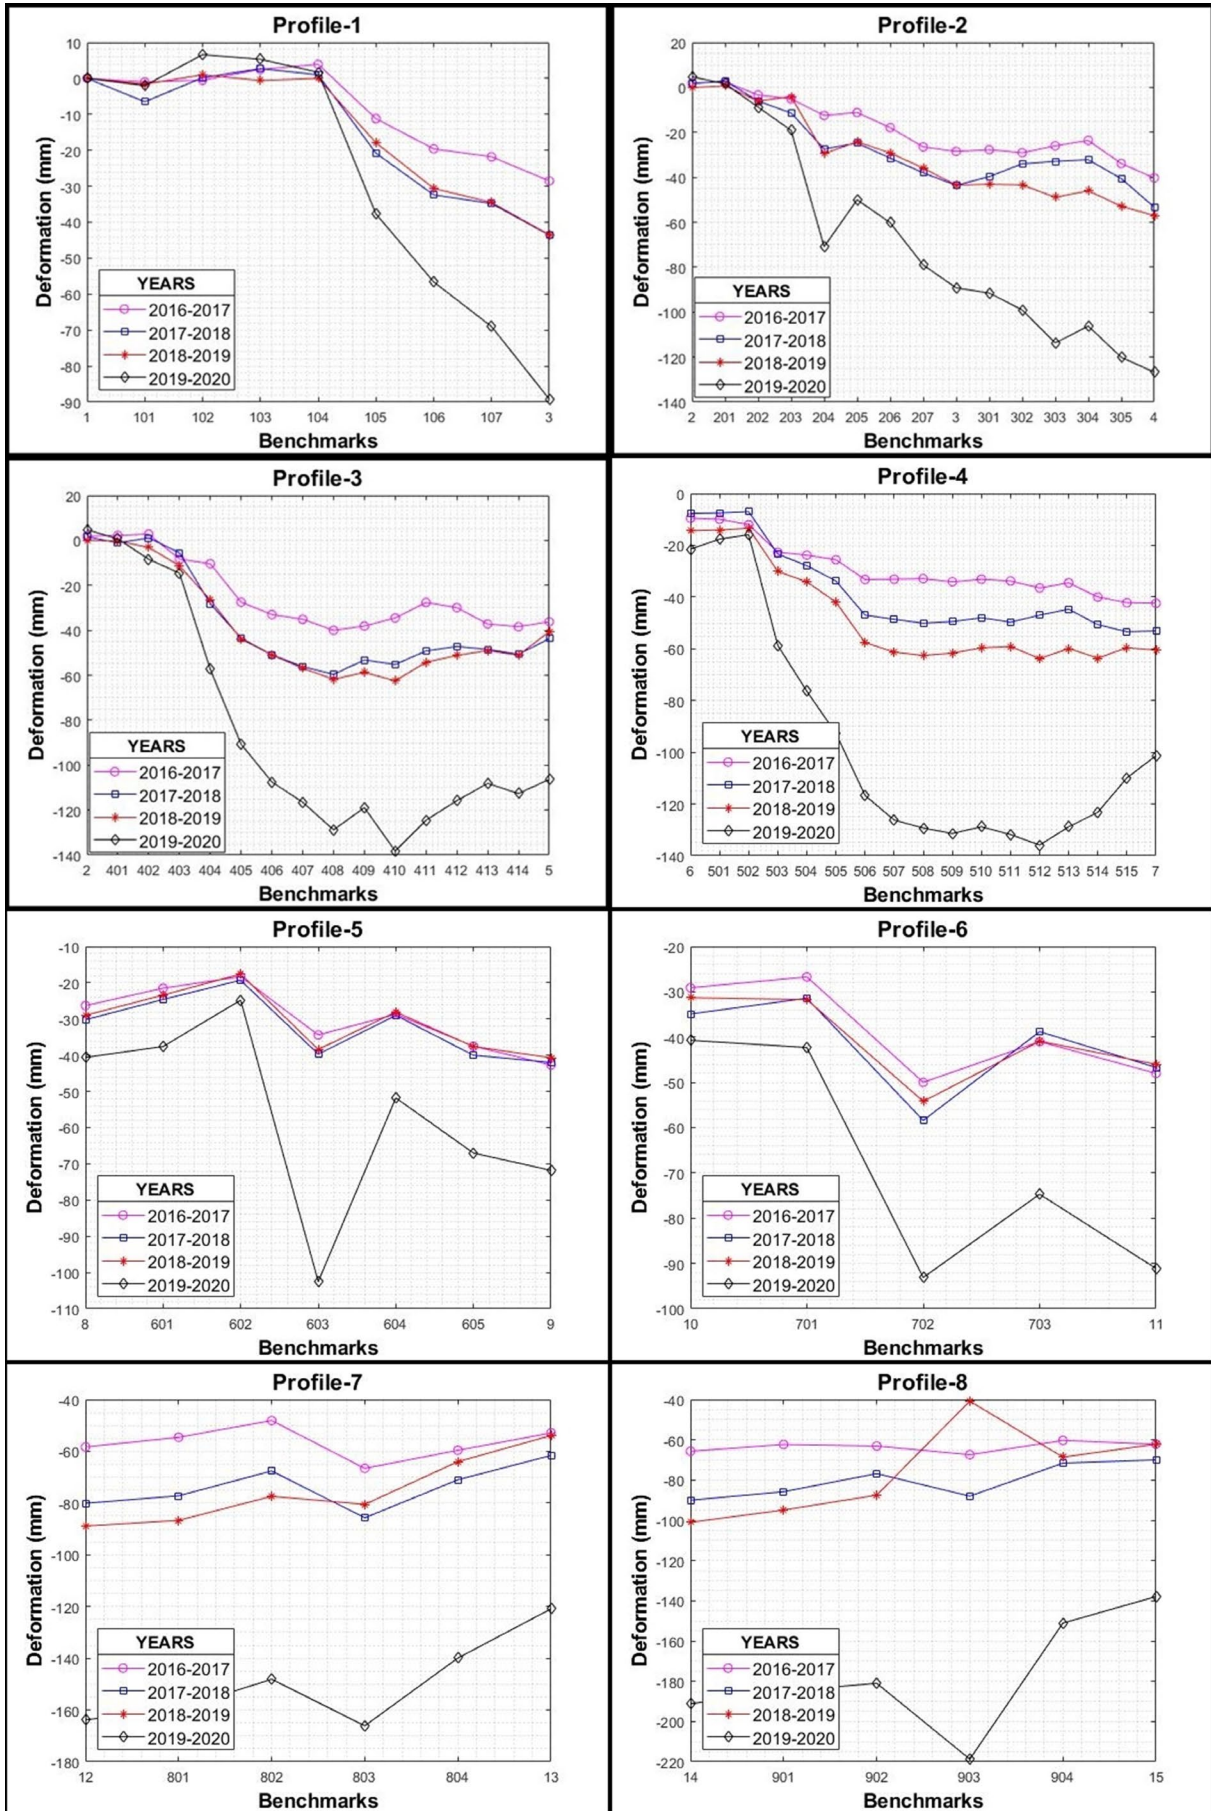 Profile-1
10
0
-10
-20
-30
-40
-50
-60
-70
-80
-90
Deformation (mm)
YEARS
2016-2017
2017-2018
2018-2019
2019-2020
1 101 102 103 104 105 106 107 3
Benchmarks
Profile-2
20
0
-20
-40
-60
-80
-100
-120
-140
Deformation (mm)
YEARS
2016-2017
2017-2018
2018-2019
2019-2020
2 201 202 203 204 205 206 207 3 301 302 303 304 305 4
Benchmarks
Profile-3
20
0
-20
-40
-60
-80
-100
-120
-140
Deformation (mm)
YEARS
2016-2017
2017-2018
2018-2019
2019-2020
2 401 402 403 404 405 406 407 408 409 410 411 412 413 414 5
Benchmarks
Profile-4
0
-20
-40
-60
-80
-100
-120
-140
Deformation (mm)
YEARS
2016-2017
2017-2018
2018-2019
2019-2020
6 501 502 503 504 505 506 507 508 509 510 511 512 513 514 515 7
Benchmarks
Profile-5
-10
-20
-30
-40
-50
-60
-70
-80
-90
-100
-110
Deformation (mm)
YEARS
2016-2017
2017-2018
2018-2019
2019-2020
8 601 602 603 604 605 9
Benchmarks
Profile-6
-20
-30
-40
-50
-60
-70
-80
-90
-100
Deformation (mm)
YEARS
2016-2017
2017-2018
2018-2019
2019-2020
10 701 702 703 11
Benchmarks
Profile-7
-40
-60
-80
-100
-120
-140
-160
-180
Deformation (mm)
YEARS
2016-2017
2017-2018
2018-2019
2019-2020
12 801 802 803 804 13
Benchmarks
Profile-8
-40
-60
-80
-100
-120
-140
-160
-180
-200
-220
Deformation (mm)
YEARS
2016-2017
2017-2018
2018-2019
2019-2020
14 901 902 903 904 15
Benchmarks